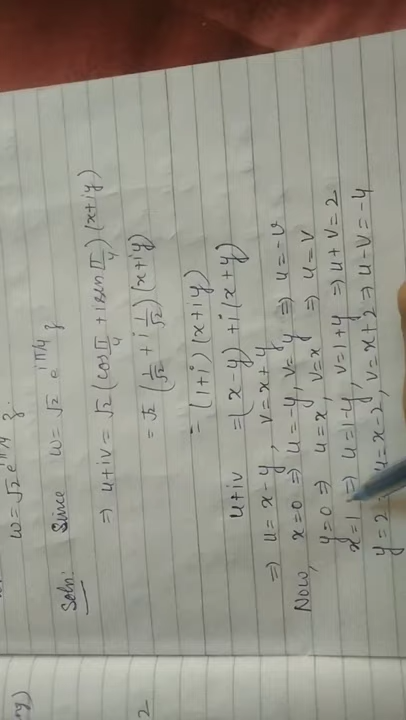 w = √2 e^iπ/4 z.
Soln: Since w = √2 e^iπ/4 z
⇒ u+iv = √2 (cos π/4 + i sin π/4) (x+iy)
= √2 (1/√2 + i 1/√2) (x+iy)
= (1+i) (x+iy)
u+iv = (x-y) + i (x+y)
⇒ u = x-y, v = x+y
Now, x=0 ⇒ u=-y, v=y ⇒ u=-v
y=0 ⇒ u=x, v=x ⇒ u=v
x=1 ⇒ u=1-y, v=1+y ⇒ u+v=2
y=2 u=x-2, v=x+2 ⇒ u-v=-4
2